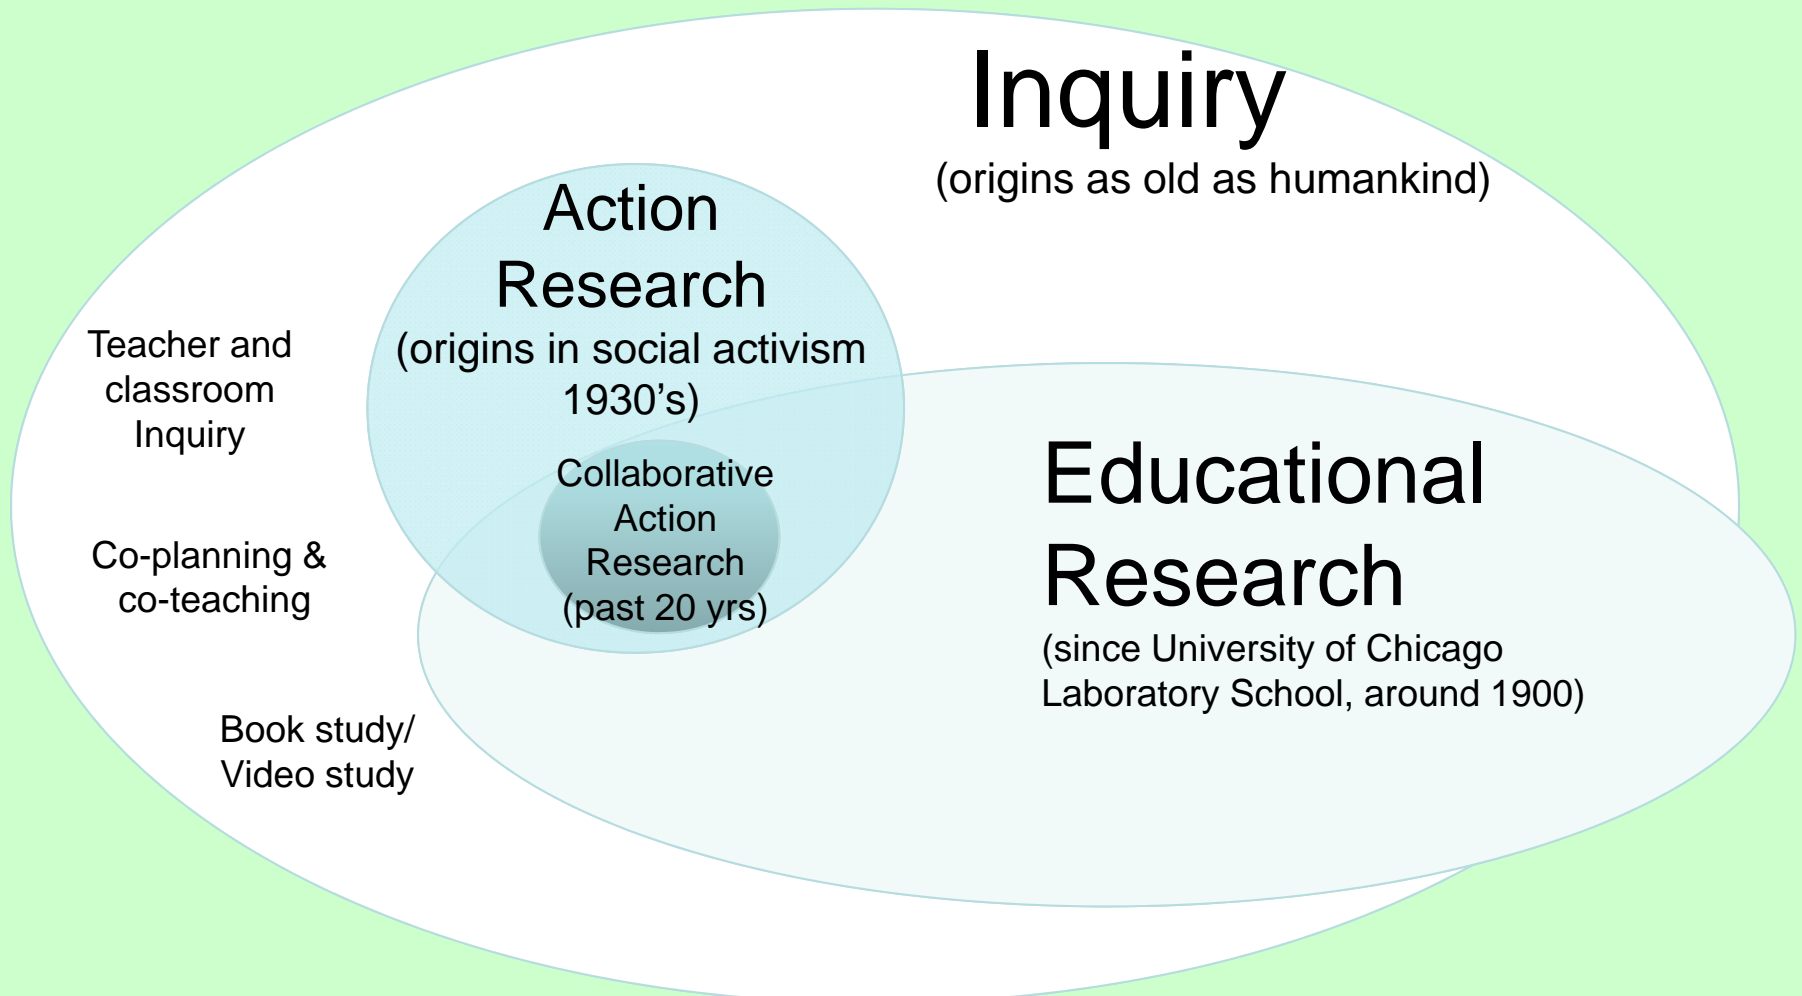 Inquiry
(origins as old as humankind)
Action
Research
(origins in social activism
1930’s)
Teacher and
classroom
Inquiry
Collaborative
Action
Research
(past 20 yrs)
Educational
Research
(since University of Chicago
Laboratory School, around 1900)
Co-planning &
co-teaching
Book study/
Video study